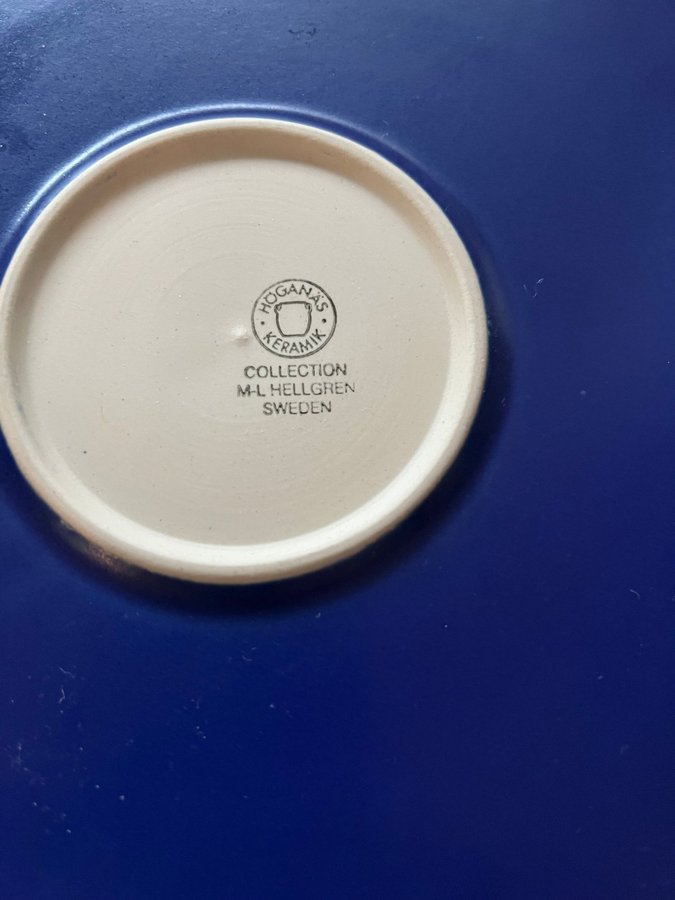 HÖGANÄS
KERAMIK
COLLECTION
M-L HELLGREN
SWEDEN